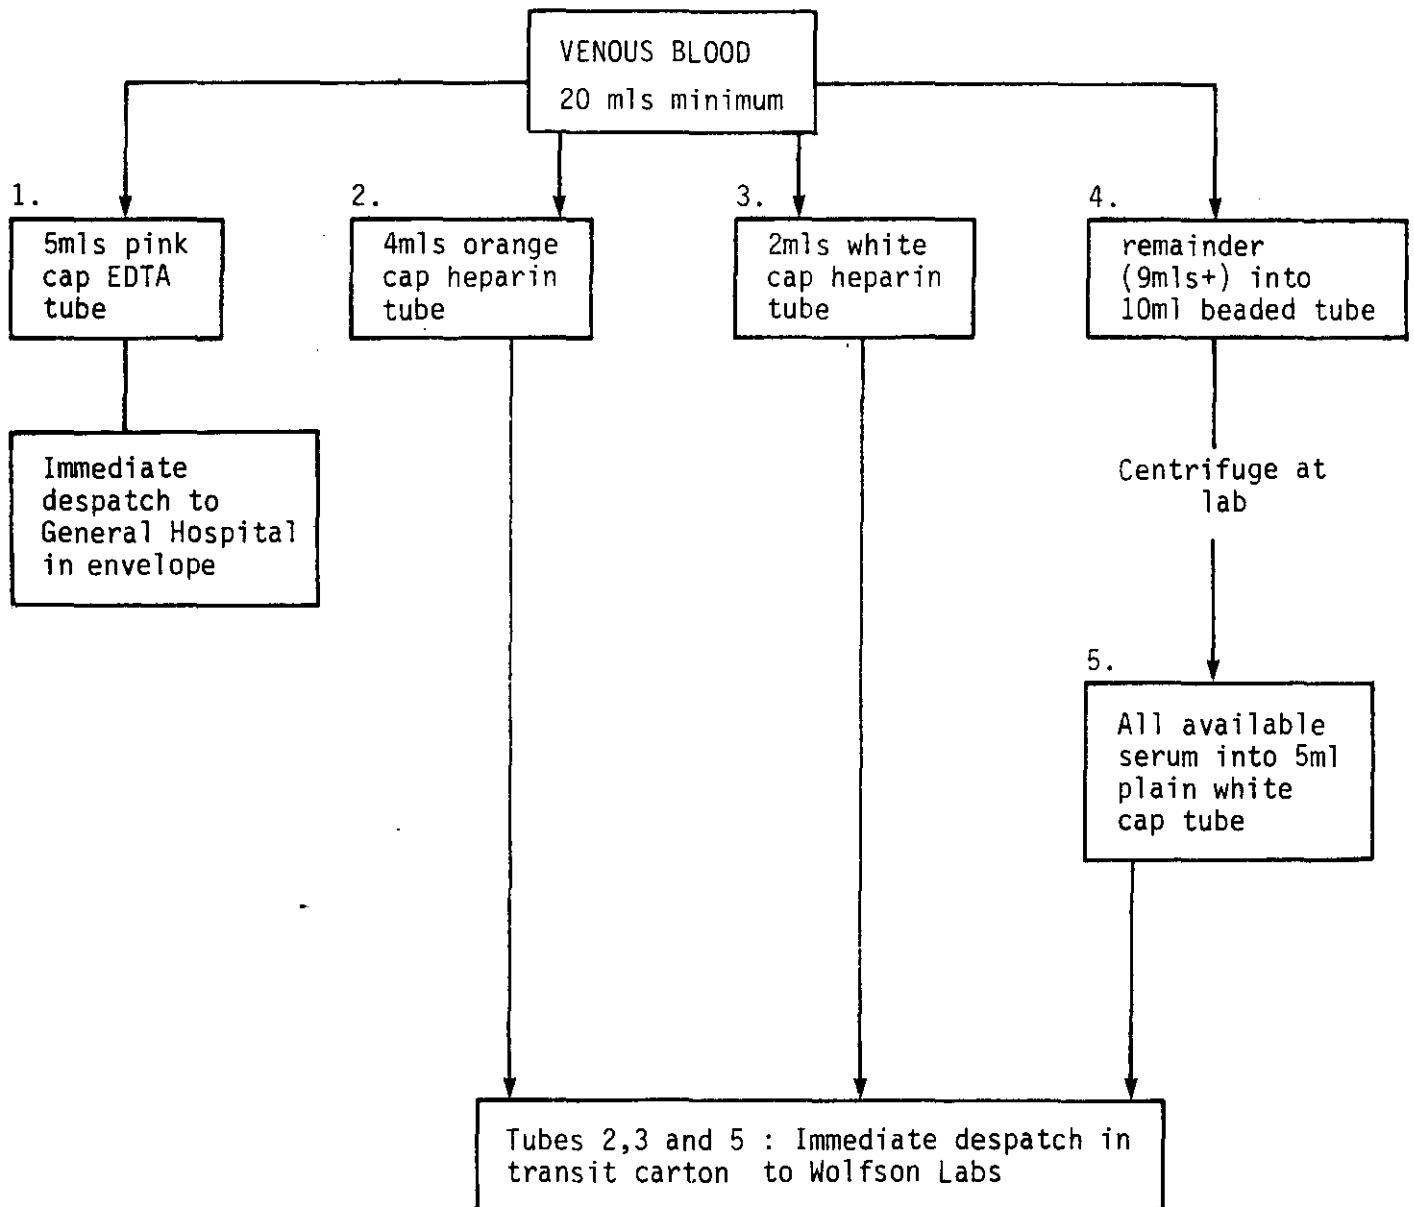 VENOUS BLOOD
20 mls minimum
1.
5mls pink
cap EDTA
tube
2.
4mls orange
cap heparin
tube
3.
2mls white
cap heparin
tube
4.
remainder
(9mls+) into
10ml beaded tube
Immediate
despatch to
General Hospital
in envelope
Centrifuge at
lab
5.
All available
serum into 5ml
plain white
cap tube
Tubes 2,3 and 5 : Immediate despatch in
transit carton to Wolfson Labs